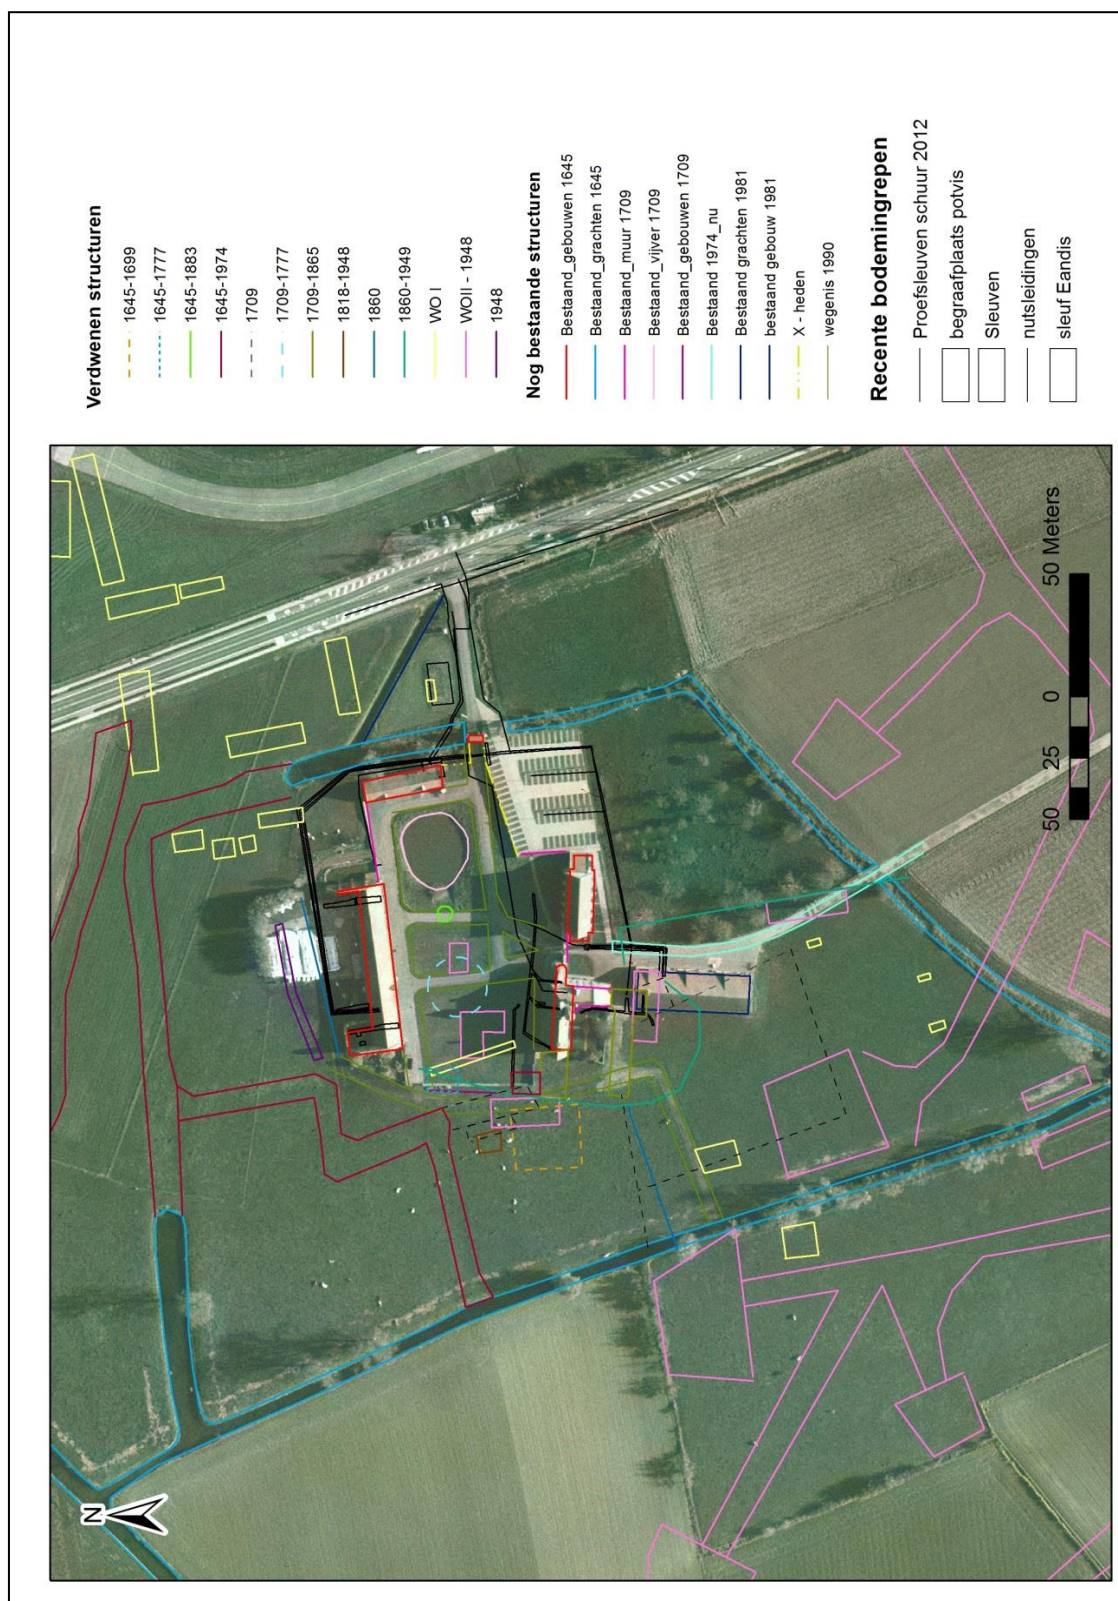 Verdwenen structuren
1645-1699
1645-1777
1645-1883
1645-1974
1709
1709-1777
1709-1865
1818-1948
1860
1860-1949
WO I
WOII - 1948
1948
Nog bestaande structuren
Bestaand_gebouwen 1645
Bestaand_grachten 1645
Bestaand_muur 1709
Bestaand_vijver 1709
Bestaand_gebouwen 1709
Bestaand 1974_nu
Bestaand grachten 1981
bestaand gebouw 1981
X - heden
wegenis 1990
Recente bodemingrepen
Proefsleuven schuur 2012
begraafplaats potvis
Sleuven
nutsleidingen
sleuf Eandis
N
50 25 0 50 Meters